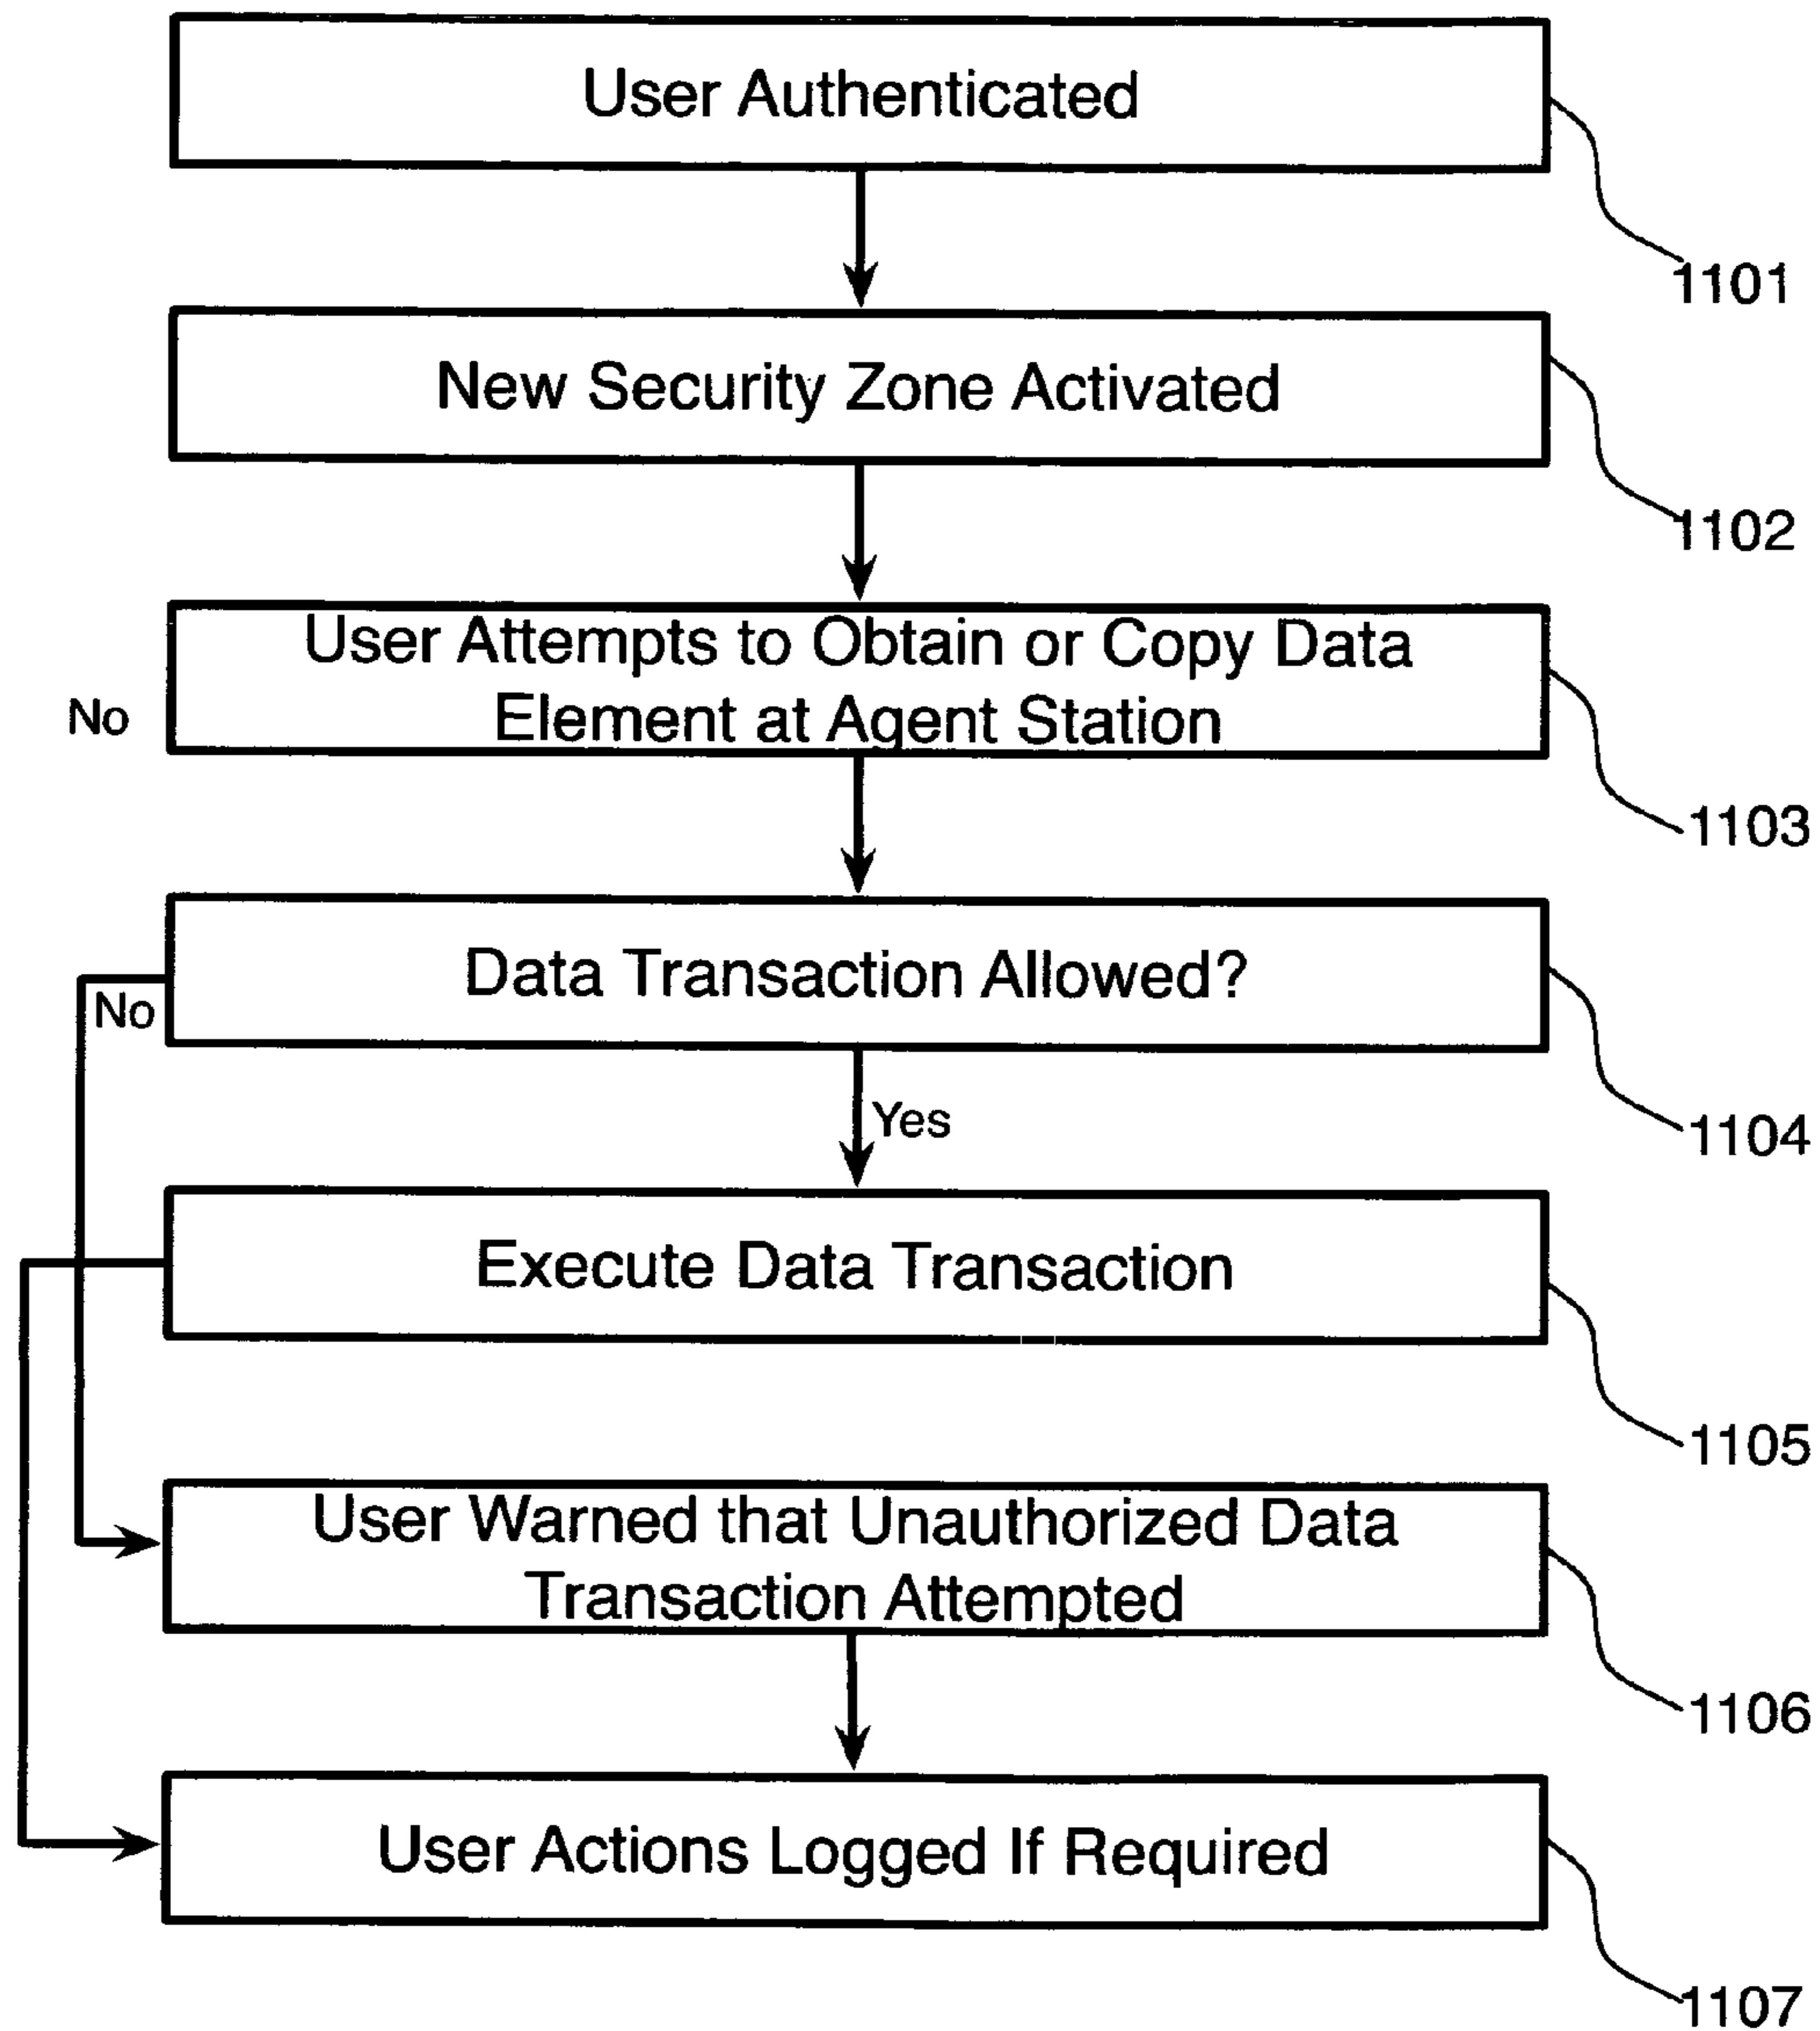 User Authenticated
1101
New Security Zone Activated
1102
User Attempts to Obtain or Copy Data
Element at Agent Station
No
1103
Data Transaction Allowed?
No
1104
Yes
Execute Data Transaction
1105
User Warned that Unauthorized Data
Transaction Attempted
1106
User Actions Logged If Required
1107